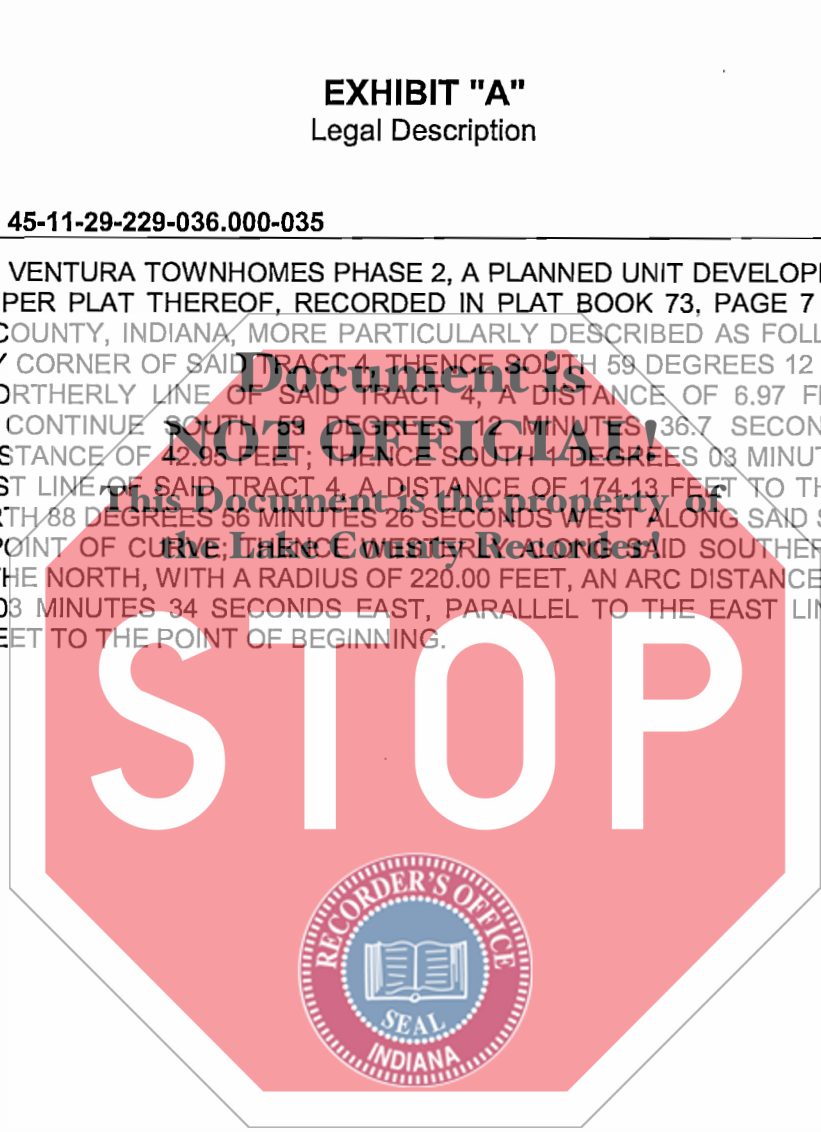 EXHIBIT "A"
Legal Description
45-11-29-229-036.000-035
VENTURA TOWNHOMES PHASE 2, A PLANNED UNIT DEVELOP
PER PLAT THEREOF, RECORDED IN PLAT BOOK 73, PAGE 7
COUNTY, INDIANA, MORE PARTICULARLY DESCRIBED AS FOLL
Y CORNER OF SAID TRACT 4, THENCE SOUTH 59 DEGREES 12
ORTHERLY LINE OF SAID TRACT 4, A DISTANCE OF 6.97 F
CONTINUE SOUTH 59 DEGREES 12 MINUTES 36.7 SECON
STANCE OF 42.95 FEET; THENCE SOUTH 1 DEGREES 03 MINUT
ST LINE OF SAID TRACT 4, A DISTANCE OF 174.13 FEET TO TH
TH 88 DEGREES 56 MINUTES 26 SECONDS WEST ALONG SAID S
POINT OF CURVE; THENCE WESTERLY ALONG SAID SOUTHER
HE NORTH, WITH A RADIUS OF 220.00 FEET, AN ARC DISTANCE
03 MINUTES 34 SECONDS EAST, PARALLEL TO THE EAST LIN
EET TO THE POINT OF BEGINNING.
Document is
NOT OFFICIAL!
This Document is the property of
the Lake County Recorder!
STOP
RECORDER'S OFFICE
SEAL
INDIANA